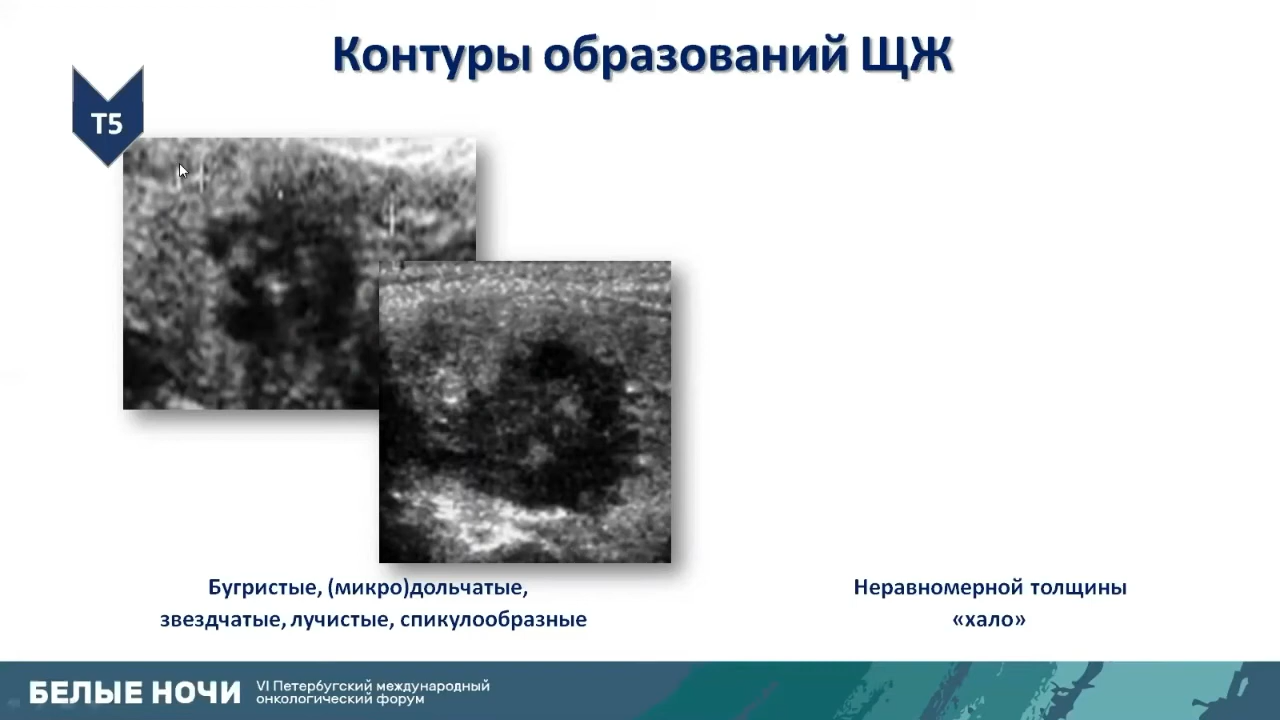 Контуры образований ЩЖ
T5
Бугристые, (микро)дольчатые,
звездчатые, лучистые, спикулообразные
Неравномерной толщины
«хало»
БЕЛЫЕ НОЧИ
VI Петербургский международный
онкологический форум